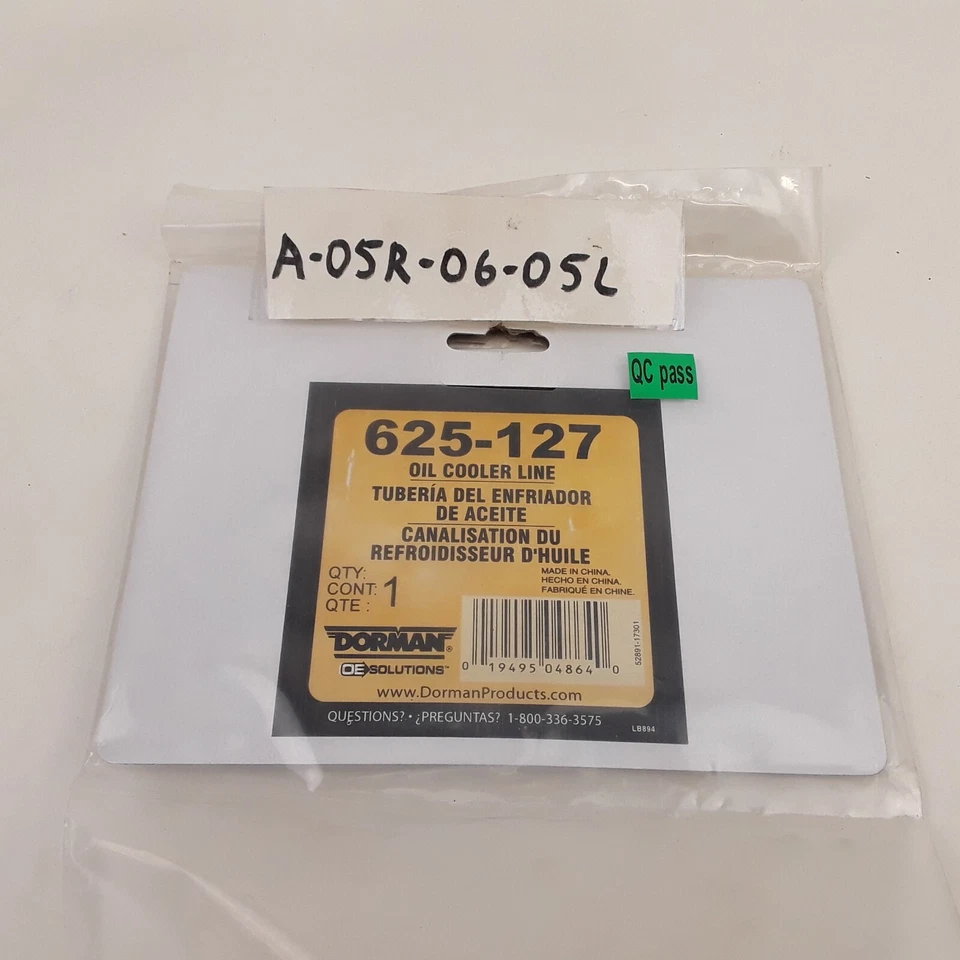 A-05R-06-05L
QC pass
625-127
OIL COOLER LINE
TUBERÍA DEL ENFRIADOR
DE ACEITE
CANALISATION DU
REFROIDISSEUR D'HUILE
QTY:
CONT: 1
QTE :
MADE IN CHINA.
HECHO EN CHINA.
FABRIQUÉ EN CHINE.
DORMAN®
OE SOLUTIONS™
0 19495 04864 0
52891-17301
www.DormanProducts.com
QUESTIONS? • ¿PREGUNTAS? 1-800-336-3575
LB894